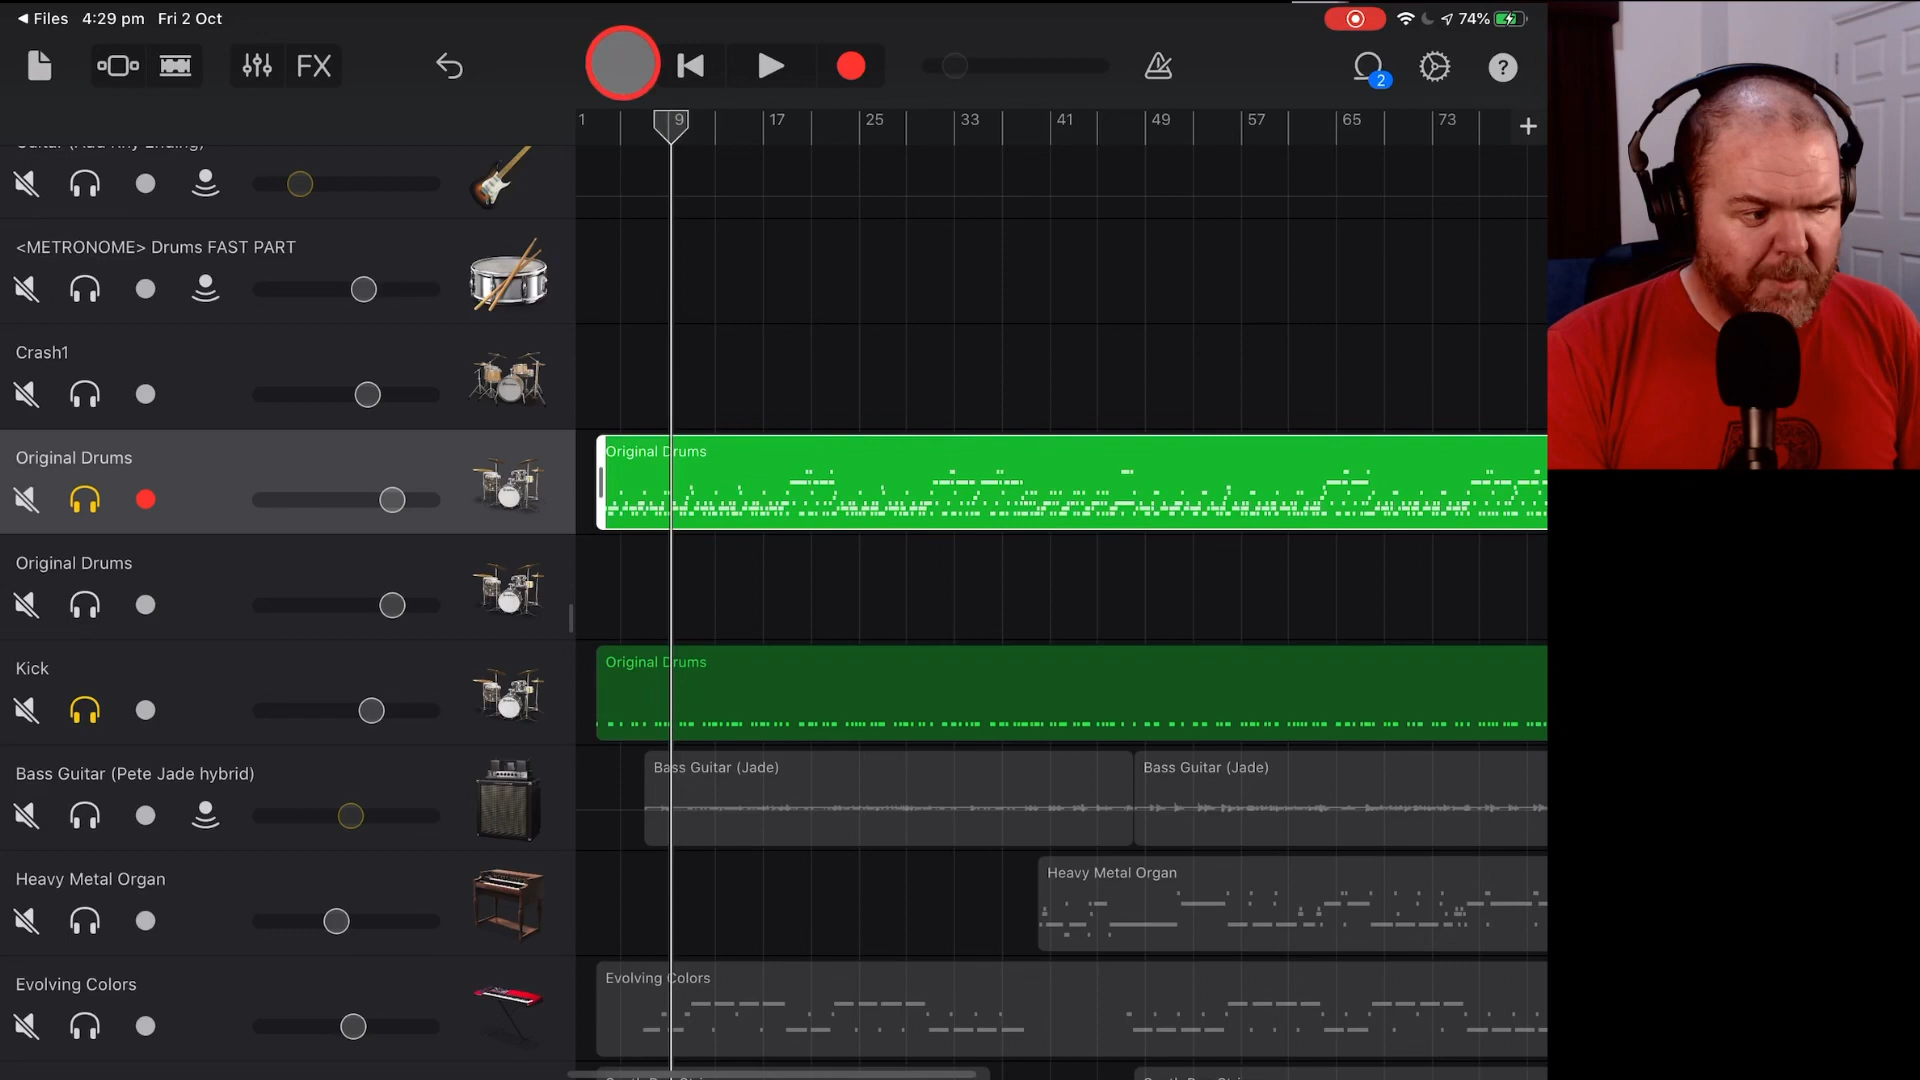 Files 4:29 pm Fri 2 Oct
74%
FX
2
?
1 9 17 25 33 41 49 57 65 73
<METRONOME> Drums FAST PART
Crash1
Original Drums
Original Drums
Original Drums
Kick
Original Drums
Bass Guitar (Pete Jade hybrid)
Bass Guitar (Jade)
Bass Guitar (Jade)
Heavy Metal Organ
Heavy Metal Organ
Evolving Colors
Evolving Colors